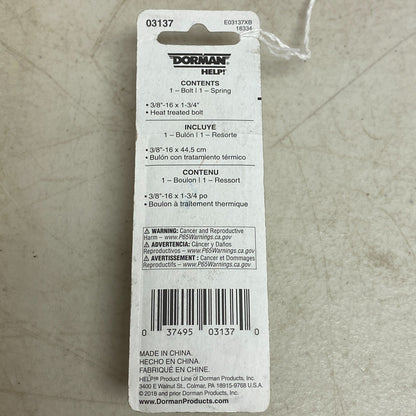 03137
E03137XB
18334
DORMAN®
HELP!®
CONTENTS
1 – Bolt | 1 – Spring
• 3/8"-16 x 1-3/4"
• Heat treated bolt
INCLUYE
1 – Bulón | 1 – Resorte
• 3/8"-16 x 44,5 cm
• Bulón con tratamiento térmico
CONTENU
1 – Boulon | 1 – Ressort
• 3/8"-16 x 1-3/4 po
• Boulon à traitement thermique
WARNING: Cancer and Reproductive
Harm – www.P65Warnings.ca.gov
ADVERTENCIA: Cáncer y Daños
Reproductivos – www.P65Warnings.ca.gov
AVERTISSEMENT : Cancer et Dommages
Reproductifs – www.P65Warnings.ca.gov
0 37495 03137 0
MADE IN CHINA.
HECHO EN CHINA.
FABRIQUÉ EN CHINE.
HELP!® Product Line of Dorman Products, Inc.
3400 E Walnut St., Colmar, PA 18915-9768 U.S.A.
© 2018 and prior Dorman Products, Inc.
www.DormanProducts.com